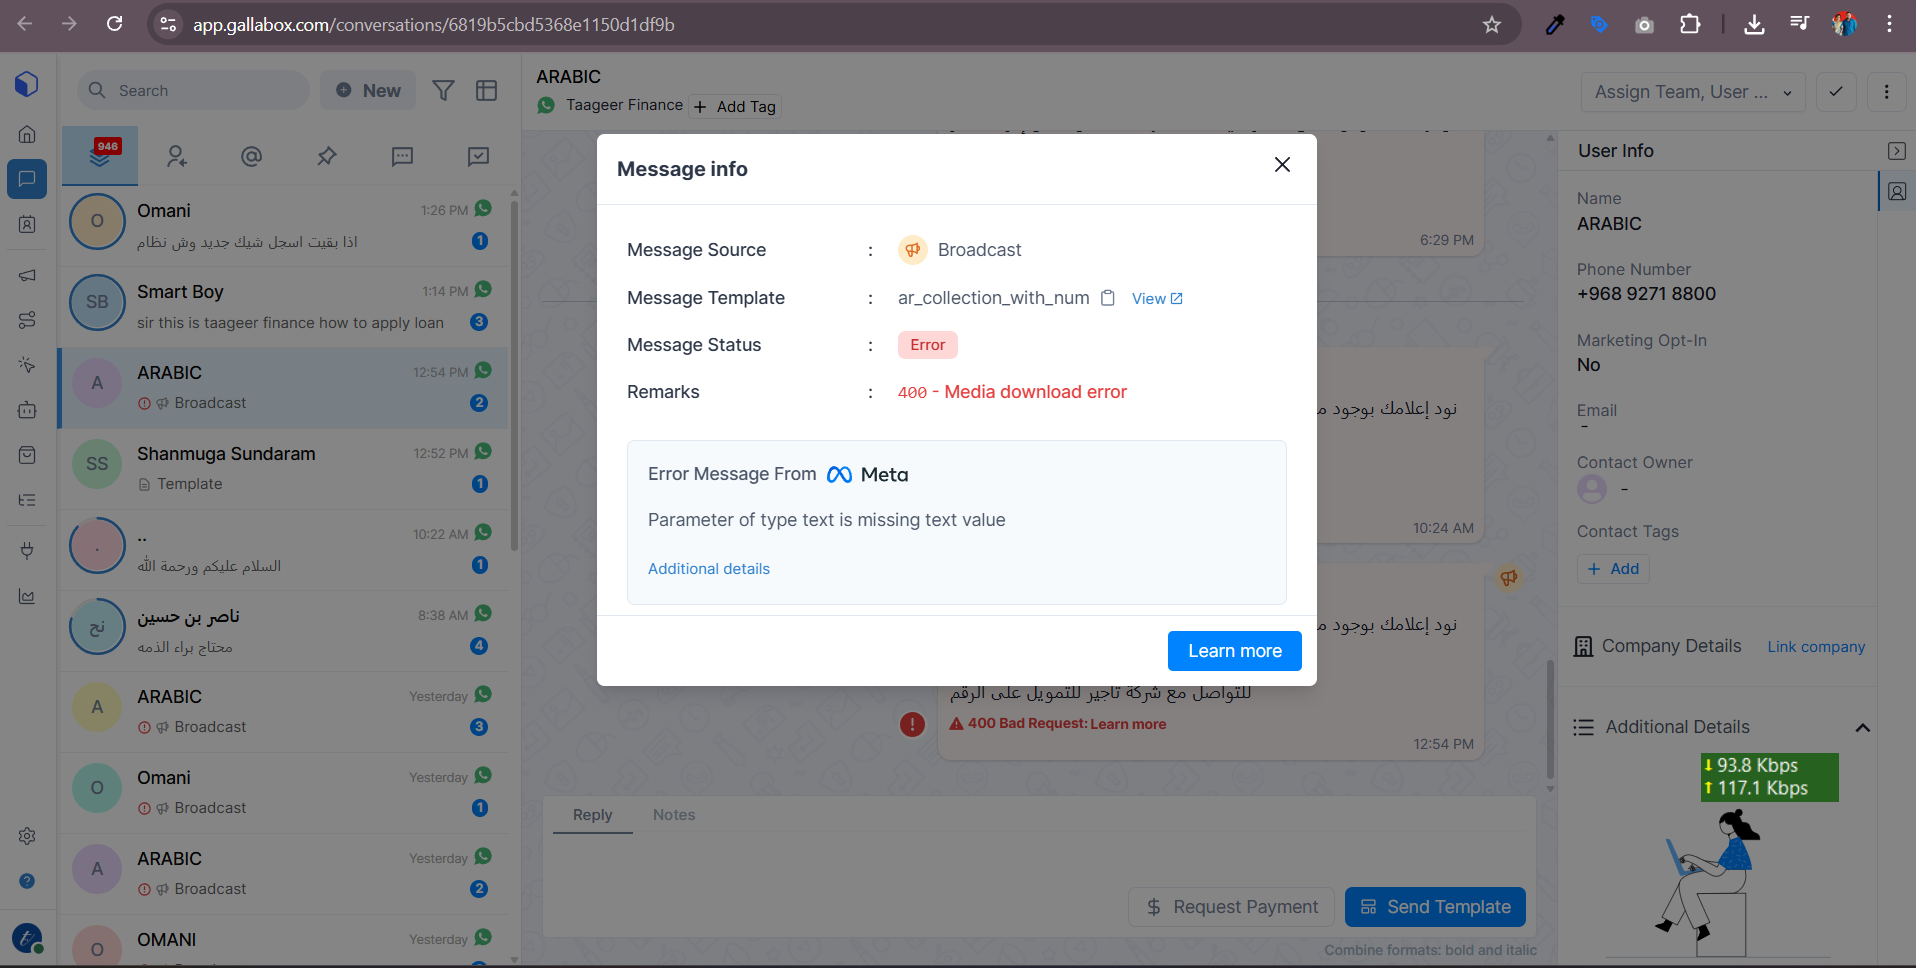 app.gallabox.com/conversations/6819b5cbd5368e1150d1df9b
Search
New
946
Omani
1:26 PM
اذا بقيت اسجل شيك جديد وش نظام
1
SB
Smart Boy
1:14 PM
sir this is taageer finance how to apply loan
3
A
ARABIC
12:54 PM
Broadcast
2
SS
Shanmuga Sundaram
12:52 PM
Template
1
.
..
10:22 AM
السلام عليكم ورحمة الله
1
نح
ناصر بن حسين
8:38 AM
محتاج براء الذمه
4
A
ARABIC
Yesterday
Broadcast
3
O
Omani
Yesterday
Broadcast
1
A
ARABIC
Yesterday
Broadcast
2
O
OMANI
Yesterday
ARABIC
Taageer Finance
+ Add Tag
Assign Team, User ...
6:29 PM
نود إعلامك بوجود م
10:24 AM
نود إعلامك بوجود م
للتواصل مع شركة تأجير للتمويل على الرقم
400 Bad Request: Learn more
12:54 PM
Message info
Message Source : Broadcast
Message Template : ar_collection_with_num View
Message Status : Error
Remarks : 400 - Media download error
Error Message From Meta
Parameter of type text is missing text value
Additional details
Learn more
Reply
Notes
$ Request Payment
Send Template
Combine formats: bold and italic
User Info
Name
ARABIC
Phone Number
+968 9271 8800
Marketing Opt-In
No
Email
-
Contact Owner
-
Contact Tags
+ Add
Company Details
Link company
Additional Details
93.8 Kbps
117.1 Kbps